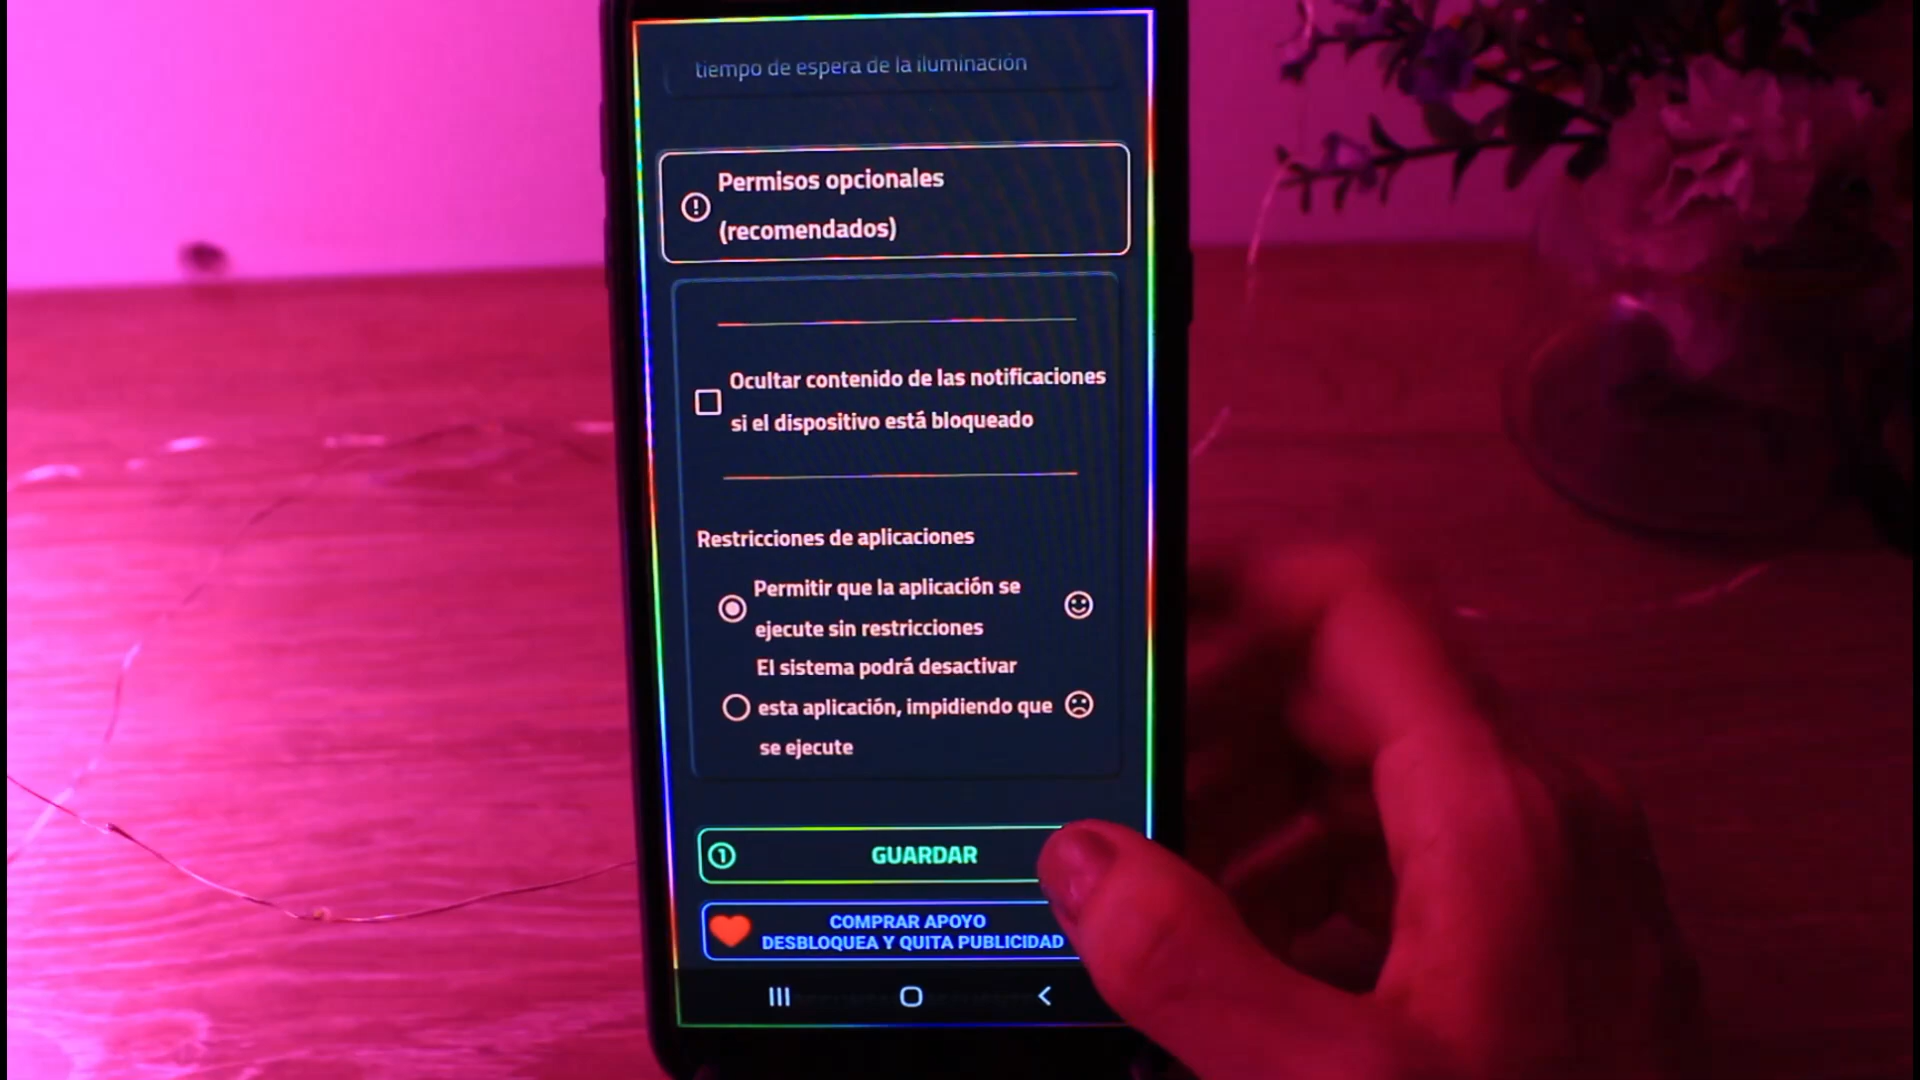 tiempo de espera de la iluminación
Permisos opcionales
(recomendados)
Ocultar contenido de las notificaciones
si el dispositivo está bloqueado
Restricciones de aplicaciones
Permitir que la aplicación se
ejecute sin restricciones
El sistema podrá desactivar
esta aplicación, impidiendo que
se ejecute
1 GUARDAR
COMPRAR APOYO
DESBLOQUEA Y QUITA PUBLICIDAD